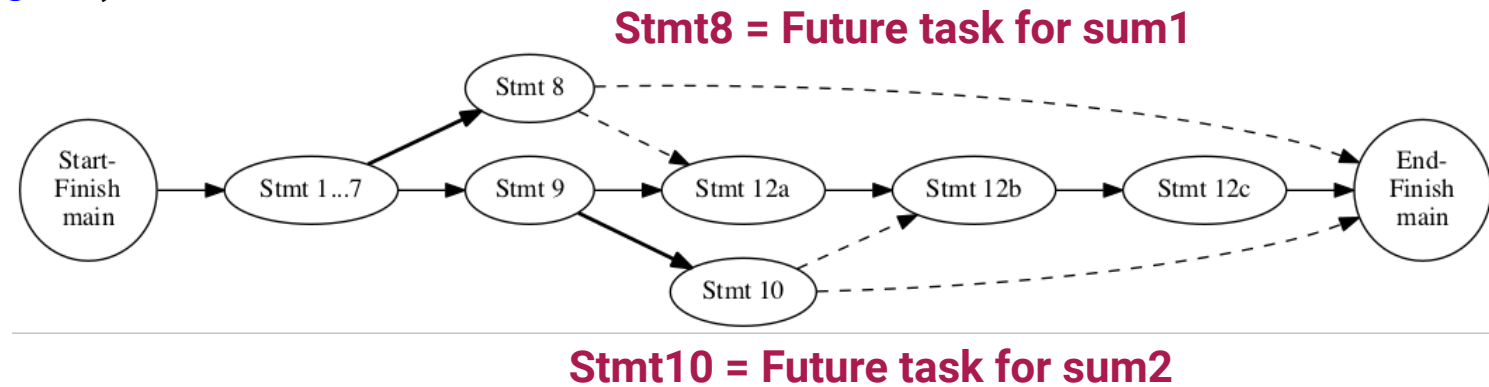 Stmt8 = Future task for sum1
Stmt 8
Start-
Finish
main
Stmt 1...7
Stmt 9
Stmt 12a
Stmt 12b
Stmt 12c
End-
Finish
main
Stmt 10
Stmt10 = Future task for sum2